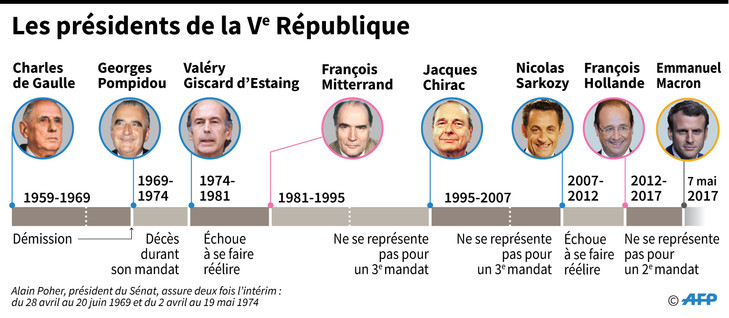 Les présidents de la Vᵉ République
Charles
de Gaulle
Georges
Pompidou
Valéry
Giscard d’Estaing
François
Mitterrand
Jacques
Chirac
Nicolas
Sarkozy
François
Hollande
Emmanuel
Macron
1959-1969
1969-
1974
1974-
1981
1981-1995
1995-2007
2007-
2012
2012-
2017
7 mai
2017
Démission
Décès
durant
son mandat
Échoue
à se faire
réélire
Ne se représente
pas pour
un 3ᵉ mandat
Ne se représente
pas pour
un 3ᵉ mandat
Échoue
à se faire
réélire
Ne se représente
pas pour
un 2ᵉ mandat
Alain Poher, président du Sénat, assure deux fois l’intérim :
du 28 avril au 20 juin 1969 et du 2 avril au 19 mai 1974
© AFP